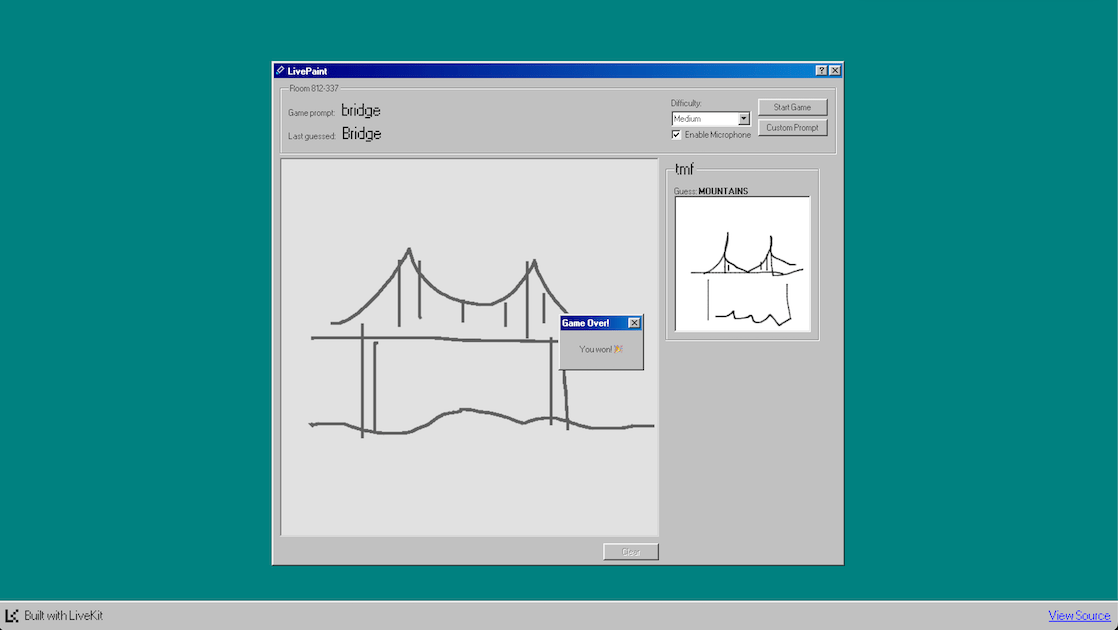 LivePaint
Room 812-337
Game prompt: bridge
Last guessed: Bridge
Difficulty:
Medium
Enable Microphone
Start Game
Custom Prompt
tmf
Guess: MOUNTAINS
Game Over!
You won!
Clear
Built with LiveKit
View Source